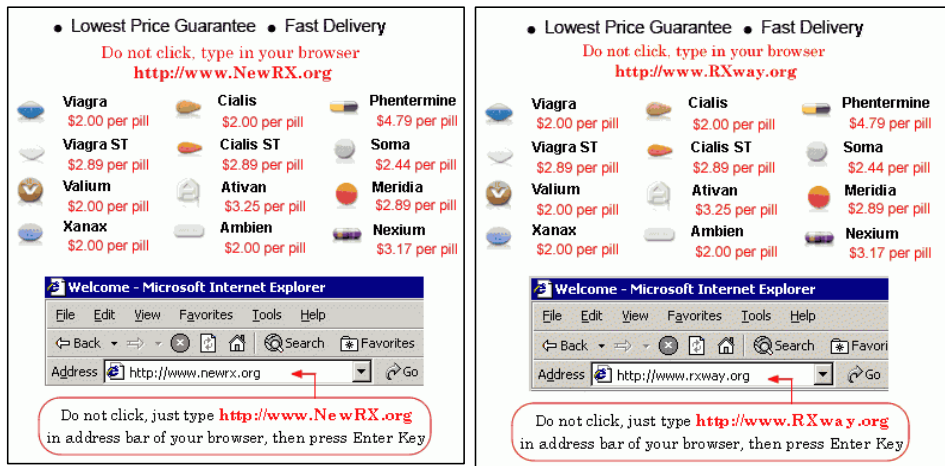 • Lowest Price Guarantee • Fast Delivery
Do not click, type in your browser
http://www.NewRX.org
Viagra Cialis Phentermine
$2.00 per pill $2.00 per pill $4.79 per pill
Viagra ST Cialis ST Soma
$2.89 per pill $2.89 per pill $2.44 per pill
Valium Ativan Meridia
$2.00 per pill $3.25 per pill $2.89 per pill
Xanax Ambien Nexium
$2.00 per pill $2.00 per pill $3.17 per pill
Welcome - Microsoft Internet Explorer
File Edit View Favorites Tools Help
Back Search Favorites
Address http://www.newrx.org Go
Do not click, just type http://www.NewRX.org
in address bar of your browser, then press Enter Key
• Lowest Price Guarantee • Fast Delivery
Do not click, type in your browser
http://www.RXway.org
Viagra Cialis Phentermine
$2.00 per pill $2.00 per pill $4.79 per pill
Viagra ST Cialis ST Soma
$2.89 per pill $2.89 per pill $2.44 per pill
Valium Ativan Meridia
$2.00 per pill $3.25 per pill $2.89 per pill
Xanax Ambien Nexium
$2.00 per pill $2.00 per pill $3.17 per pill
Welcome - Microsoft Internet Explorer
File Edit View Favorites Tools Help
Back Search Favori
Address http://www.rxway.org Go
Do not click, just type http://www.RXway.org
in address bar of your browser, then press Enter Key